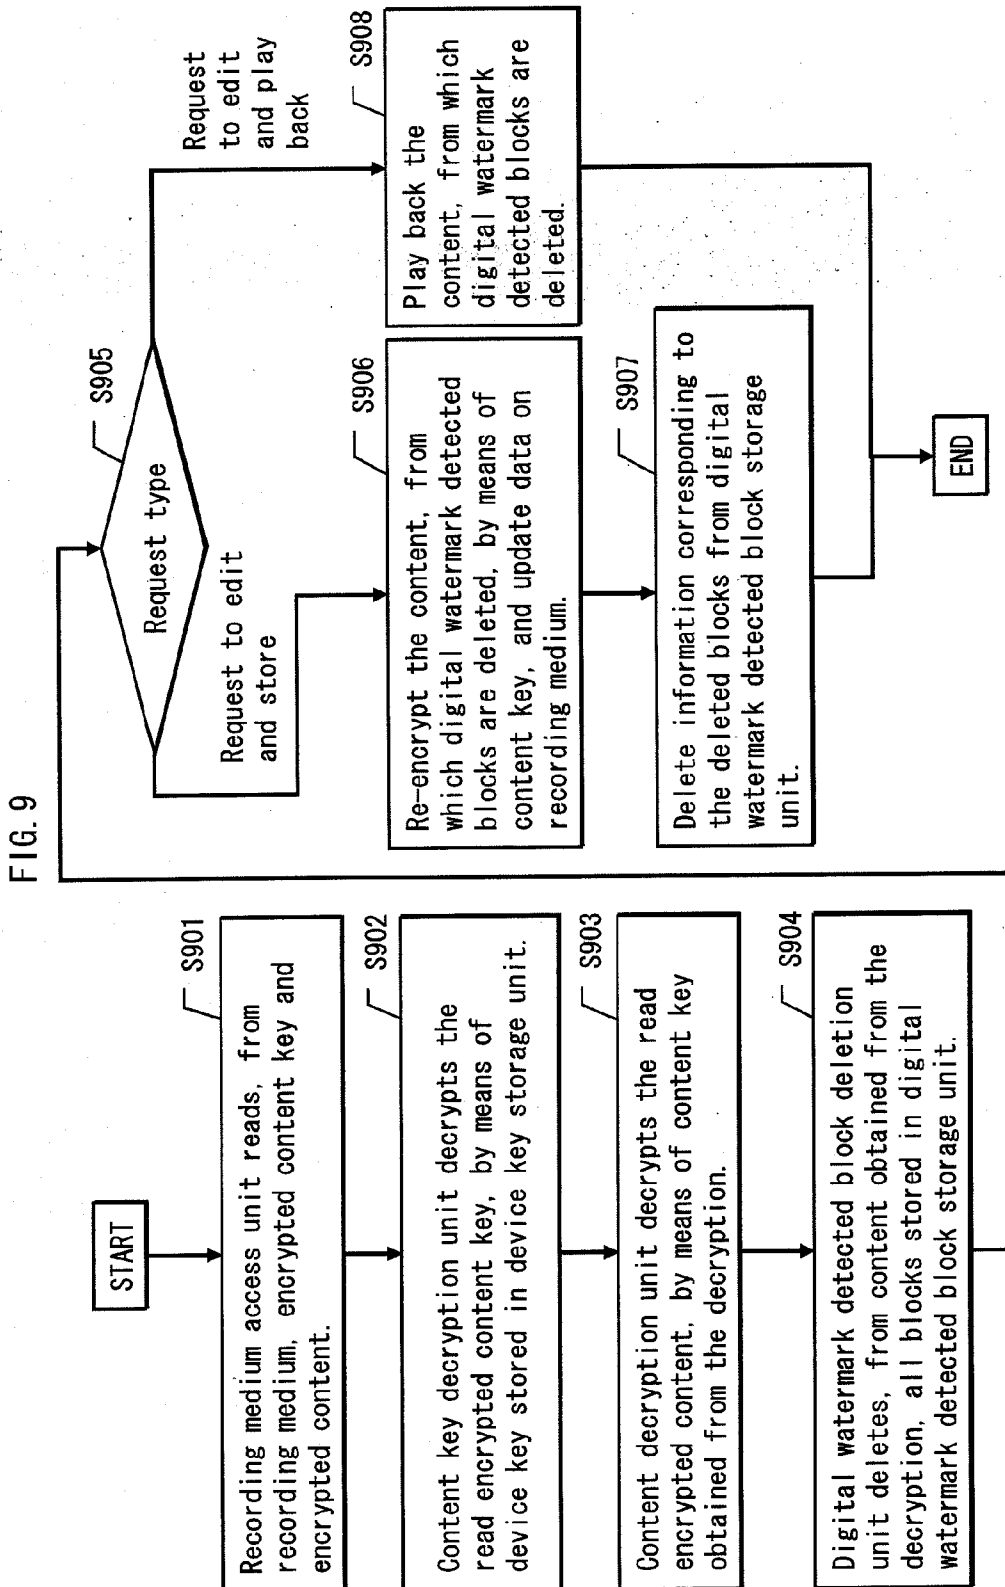 FIG. 9
START
S901
Recording medium access unit reads, from
recording medium, encrypted content key and
encrypted content.
S902
Content key decryption unit decrypts the
read encrypted content key, by means of
device key stored in device key storage unit.
S903
Content decryption unit decrypts the read
encrypted content, by means of content key
obtained from the decryption.
S904
Digital watermark detected block deletion
unit deletes, from content obtained from the
decryption, all blocks stored in digital
watermark detected block storage unit.
S905
Request type
Request to edit
and store
Request
to edit
and play
back
S906
Re-encrypt the content, from
which digital watermark detected
blocks are deleted, by means of
content key, and update data on
recording medium.
S907
Delete information corresponding to
the deleted blocks from digital
watermark detected block storage
unit.
S908
Play back the
content, from which
digital watermark
detected blocks are
deleted.
END